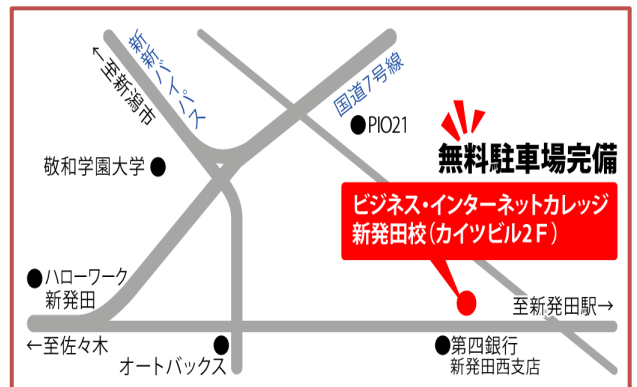 ←至新潟市
新新バイパス
国道7号線
●PIO21
敬和学園大学●
無料駐車場完備
ビジネス・インターネットカレッジ
新発田校(カイツビル2F)
●ハローワーク
新発田
至新発田駅→
←至佐々木
オートバックス
●第四銀行
新発田西支店